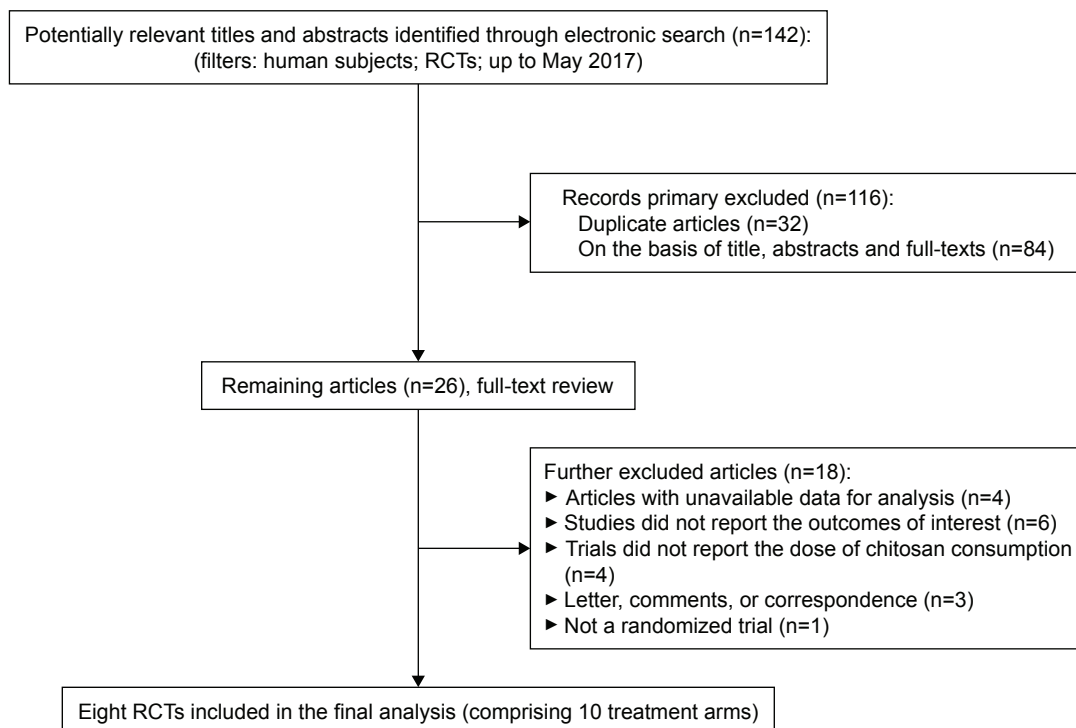 Potentially relevant titles and abstracts identified through electronic search (n=142):
(filters: human subjects; RCTs; up to May 2017)
Records primary excluded (n=116):
Duplicate articles (n=32)
On the basis of title, abstracts and full-texts (n=84)
Remaining articles (n=26), full-text review
Further excluded articles (n=18):
► Articles with unavailable data for analysis (n=4)
► Studies did not report the outcomes of interest (n=6)
► Trials did not report the dose of chitosan consumption
(n=4)
► Letter, comments, or correspondence (n=3)
► Not a randomized trial (n=1)
Eight RCTs included in the final analysis (comprising 10 treatment arms)